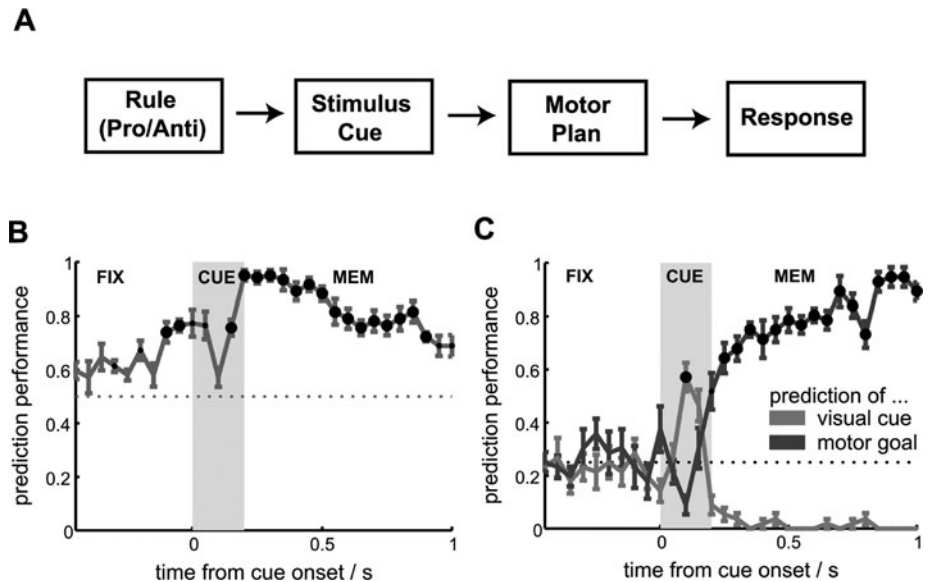 A
Rule
(Pro/Anti)
Stimulus
Cue
Motor
Plan
Response
B
prediction performance
1
0.8
0.6
0.4
0.2
0
FIX
CUE
MEM
0
0.5
1
time from cue onset / s
C
prediction performance
1
0.8
0.6
0.4
0.2
0
FIX
CUE
MEM
prediction of ...
visual cue
motor goal
0
0.5
1
time from cue onset / s